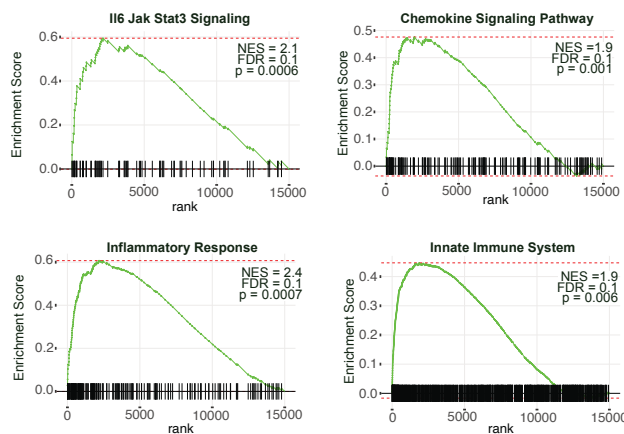 Il6 Jak Stat3 Signaling
NES = 2.1
FDR = 0.1
p = 0.0006
Enrichment Score
0.6
0.4
0.2
0.0
0
5000
10000
15000
rank
Chemokine Signaling Pathway
NES =1.9
FDR = 0.1
p = 0.001
Enrichment Score
0.5
0.4
0.3
0.2
0.1
0.0
0
5000
10000
15000
rank
Inflammatory Response
NES = 2.4
FDR = 0.1
p = 0.0007
Enrichment Score
0.6
0.4
0.2
0.0
0
5000
10000
15000
rank
Innate Immune System
NES =1.9
FDR = 0.1
p = 0.006
Enrichment Score
0.4
0.3
0.2
0.1
0.0
0
5000
10000
15000
rank